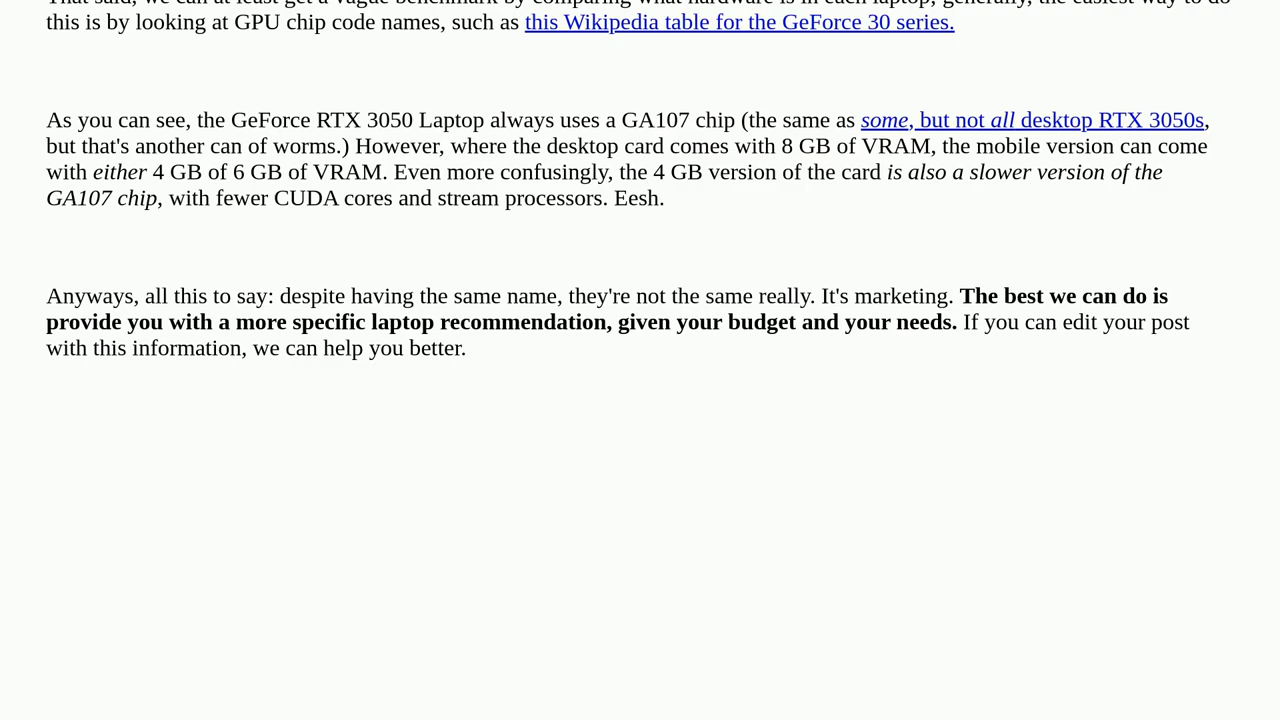 this is by looking at GPU chip code names, such as this Wikipedia table for the GeForce 30 series.
As you can see, the GeForce RTX 3050 Laptop always uses a GA107 chip (the same as some, but not all desktop RTX 3050s,
but that's another can of worms.) However, where the desktop card comes with 8 GB of VRAM, the mobile version can come
with either 4 GB of 6 GB of VRAM. Even more confusingly, the 4 GB version of the card is also a slower version of the
GA107 chip, with fewer CUDA cores and stream processors. Eesh.
Anyways, all this to say: despite having the same name, they're not the same really. It's marketing. The best we can do is
provide you with a more specific laptop recommendation, given your budget and your needs. If you can edit your post
with this information, we can help you better.